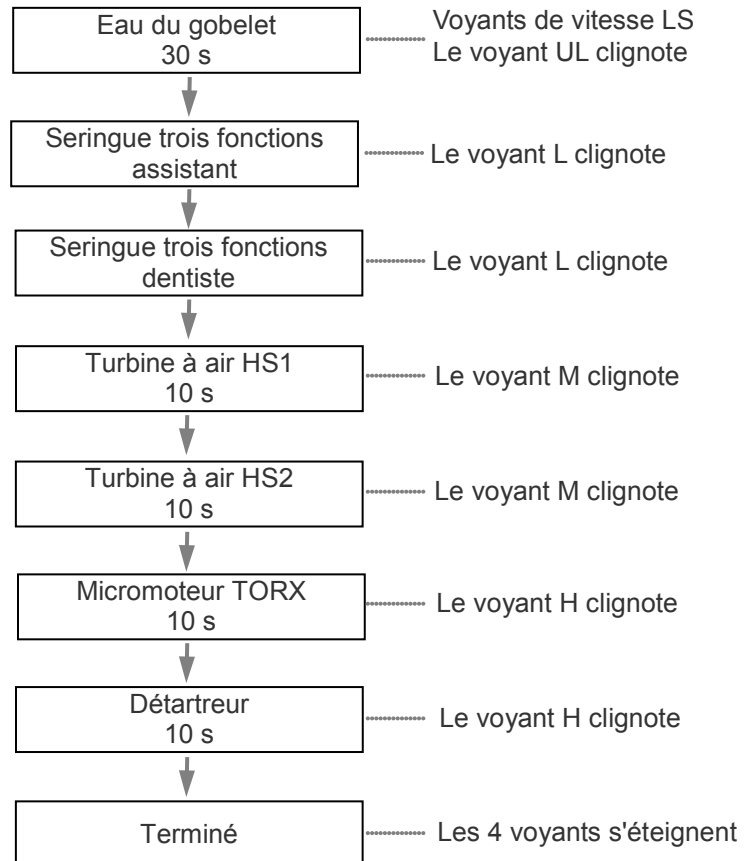 Eau du gobelet
30 s
Voyants de vitesse LS
Le voyant UL clignote
Seringue trois fonctions
assistant
Le voyant L clignote
Seringue trois fonctions
dentiste
Le voyant L clignote
Turbine à air HS1
10 s
Le voyant M clignote
Turbine à air HS2
10 s
Le voyant M clignote
Micromoteur TORX
10 s
Le voyant H clignote
Détartreur
10 s
Le voyant H clignote
Terminé
Les 4 voyants s'éteignent